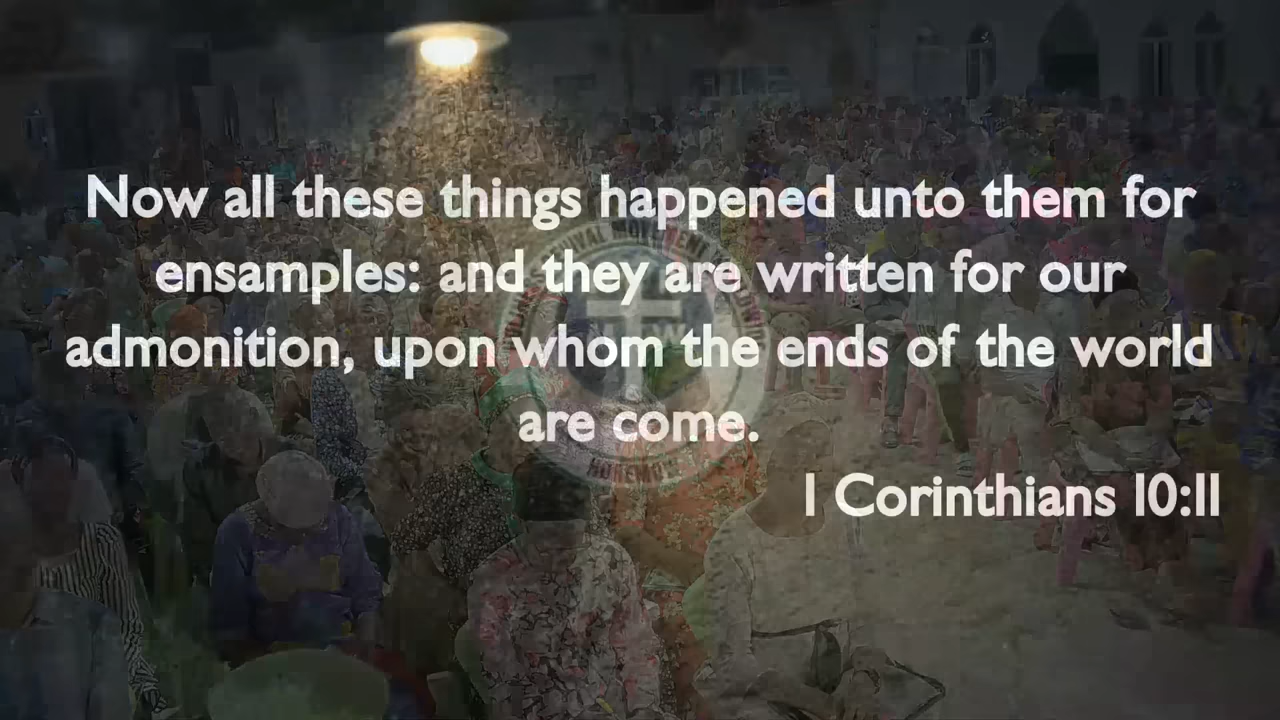 Now all these things happened unto them for
ensamples: and they are written for our
admonition, upon whom the ends of the world
are come.
1 Corinthians 10:11